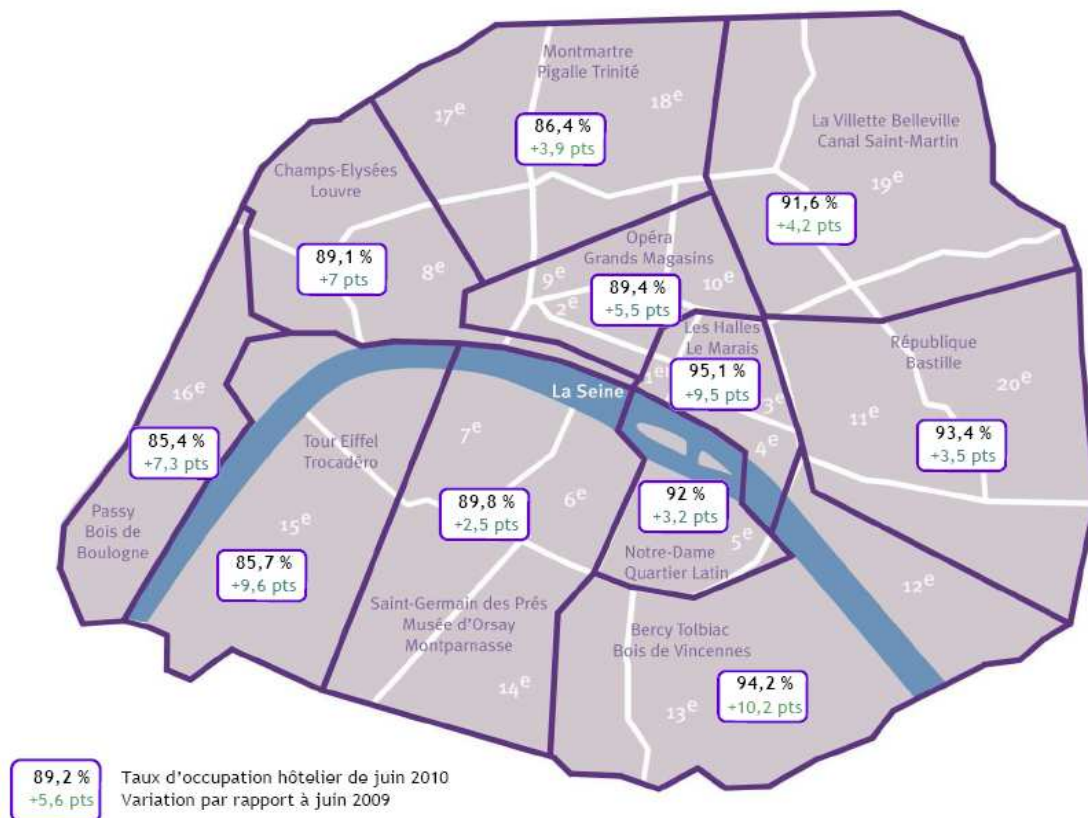 Montmartre
Pigalle Trinité
17e
18e
86,4 %
+3,9 pts
La Villette Belleville
Canal Saint-Martin
19e
91,6 %
+4,2 pts
Champs-Elysées
Louvre
89,1 %
+7 pts
8e
Opéra
Grands Magasins
9e
10e
2e
89,4 %
+5,5 pts
Les Halles
Le Marais
1er
95,1 %
+9,5 pts
3e
4e
République
Bastille
20e
11e
93,4 %
+3,5 pts
La Seine
16e
85,4 %
+7,3 pts
Passy
Bois de
Boulogne
Tour Eiffel
Trocadéro
15e
85,7 %
+9,6 pts
7e
89,8 %
+2,5 pts
6e
Saint-Germain des Prés
Musée d'Orsay
Montparnasse
14e
92 %
+3,2 pts
5e
Notre-Dame
Quartier Latin
12e
Bercy Tolbiac
Bois de Vincennes
94,2 %
+10,2 pts
13e
89,2 %
+5,6 pts
Taux d'occupation hôtelier de juin 2010
Variation par rapport à juin 2009